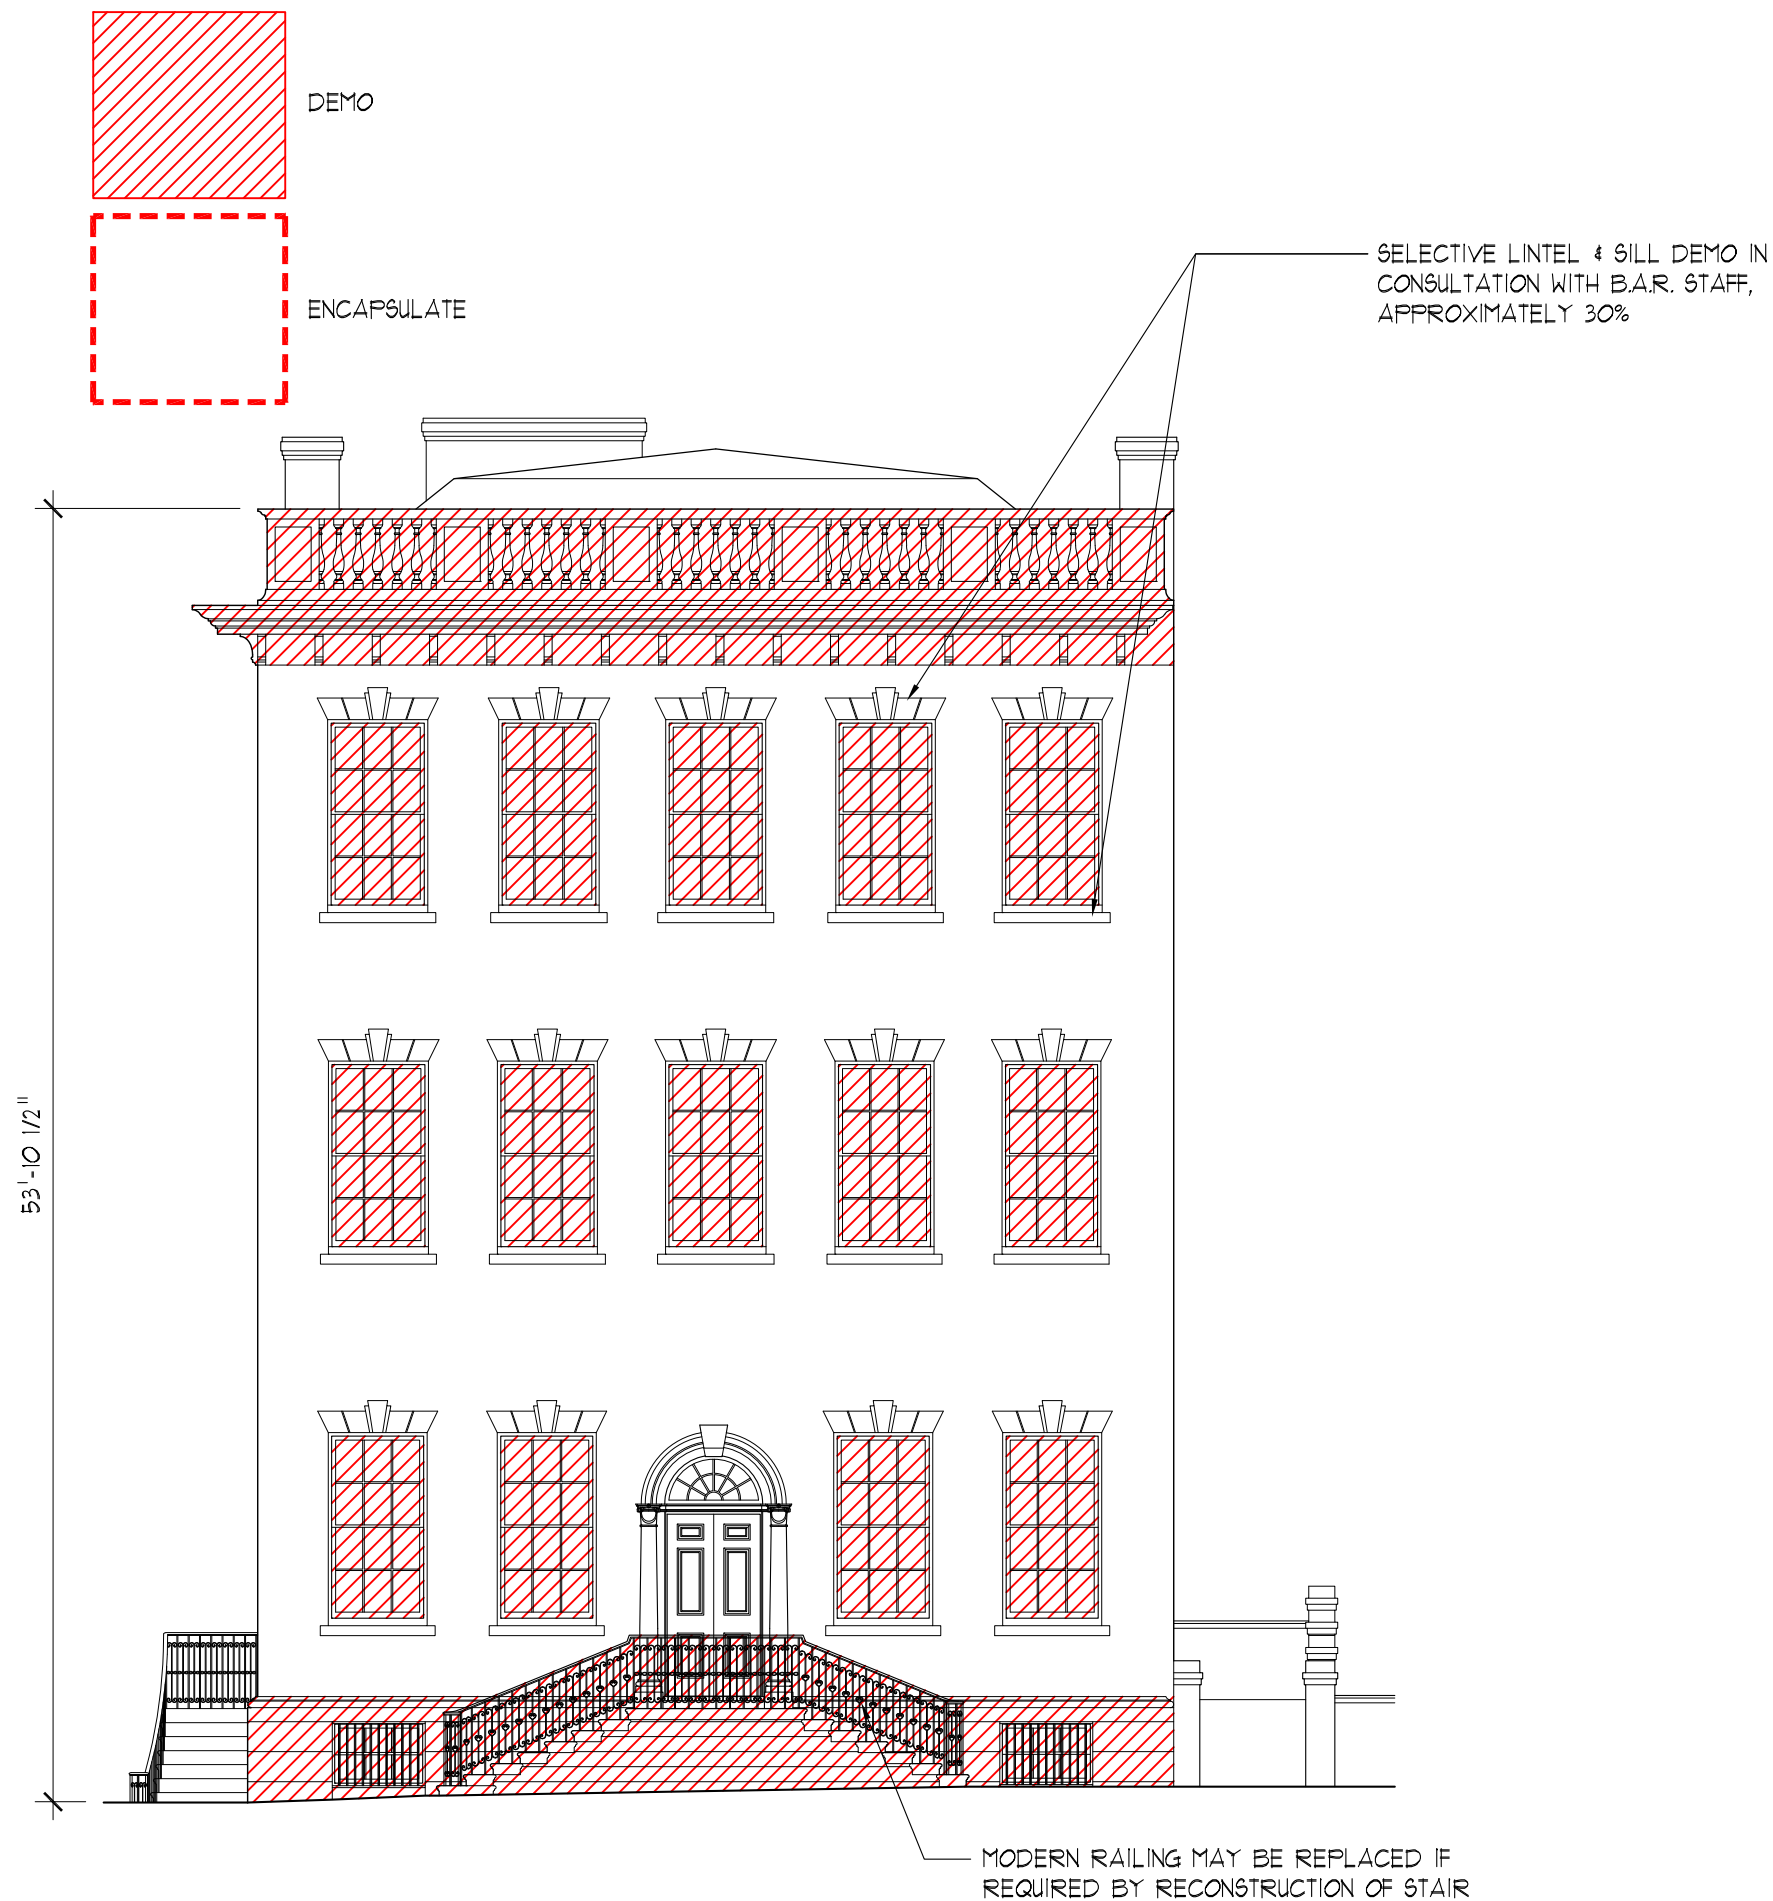 DEMO
ENCAPSULATE
SELECTIVE LINTEL & SILL DEMO IN
CONSULTATION WITH B.A.R. STAFF,
APPROXIMATELY 30%
53'-10 1/2"
MODERN RAILING MAY BE REPLACED IF
REQUIRED BY RECONSTRUCTION OF STAIR